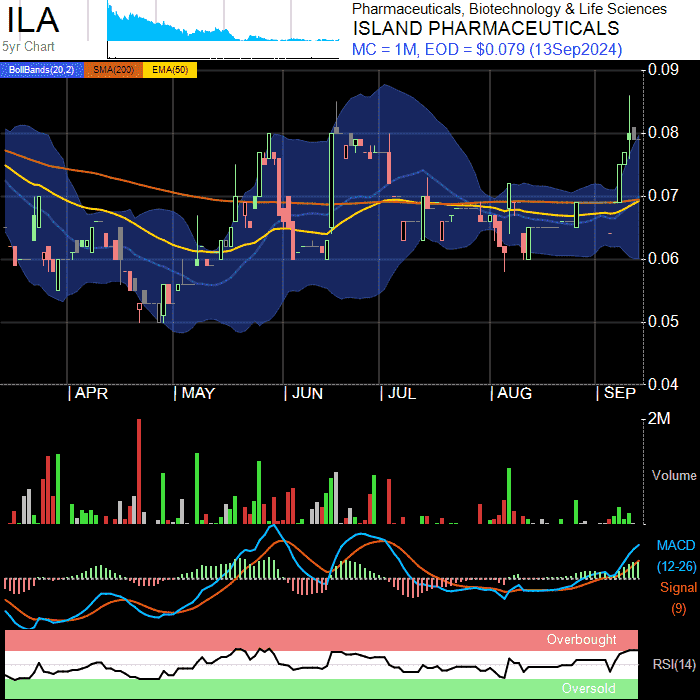 ILA
5yr Chart
Pharmaceuticals, Biotechnology & Life Sciences
ISLAND PHARMACEUTICALS
MC = 1M, EOD = $0.079 (13Sep2024)
BollBands(20,2) SMA(200) EMA(50)
0.09
0.08
0.07
0.06
0.05
0.04
APR MAY JUN JUL AUG SEP
2M
Volume
MACD
(12-26)
Signal
(9)
Overbought
RSI(14)
Oversold